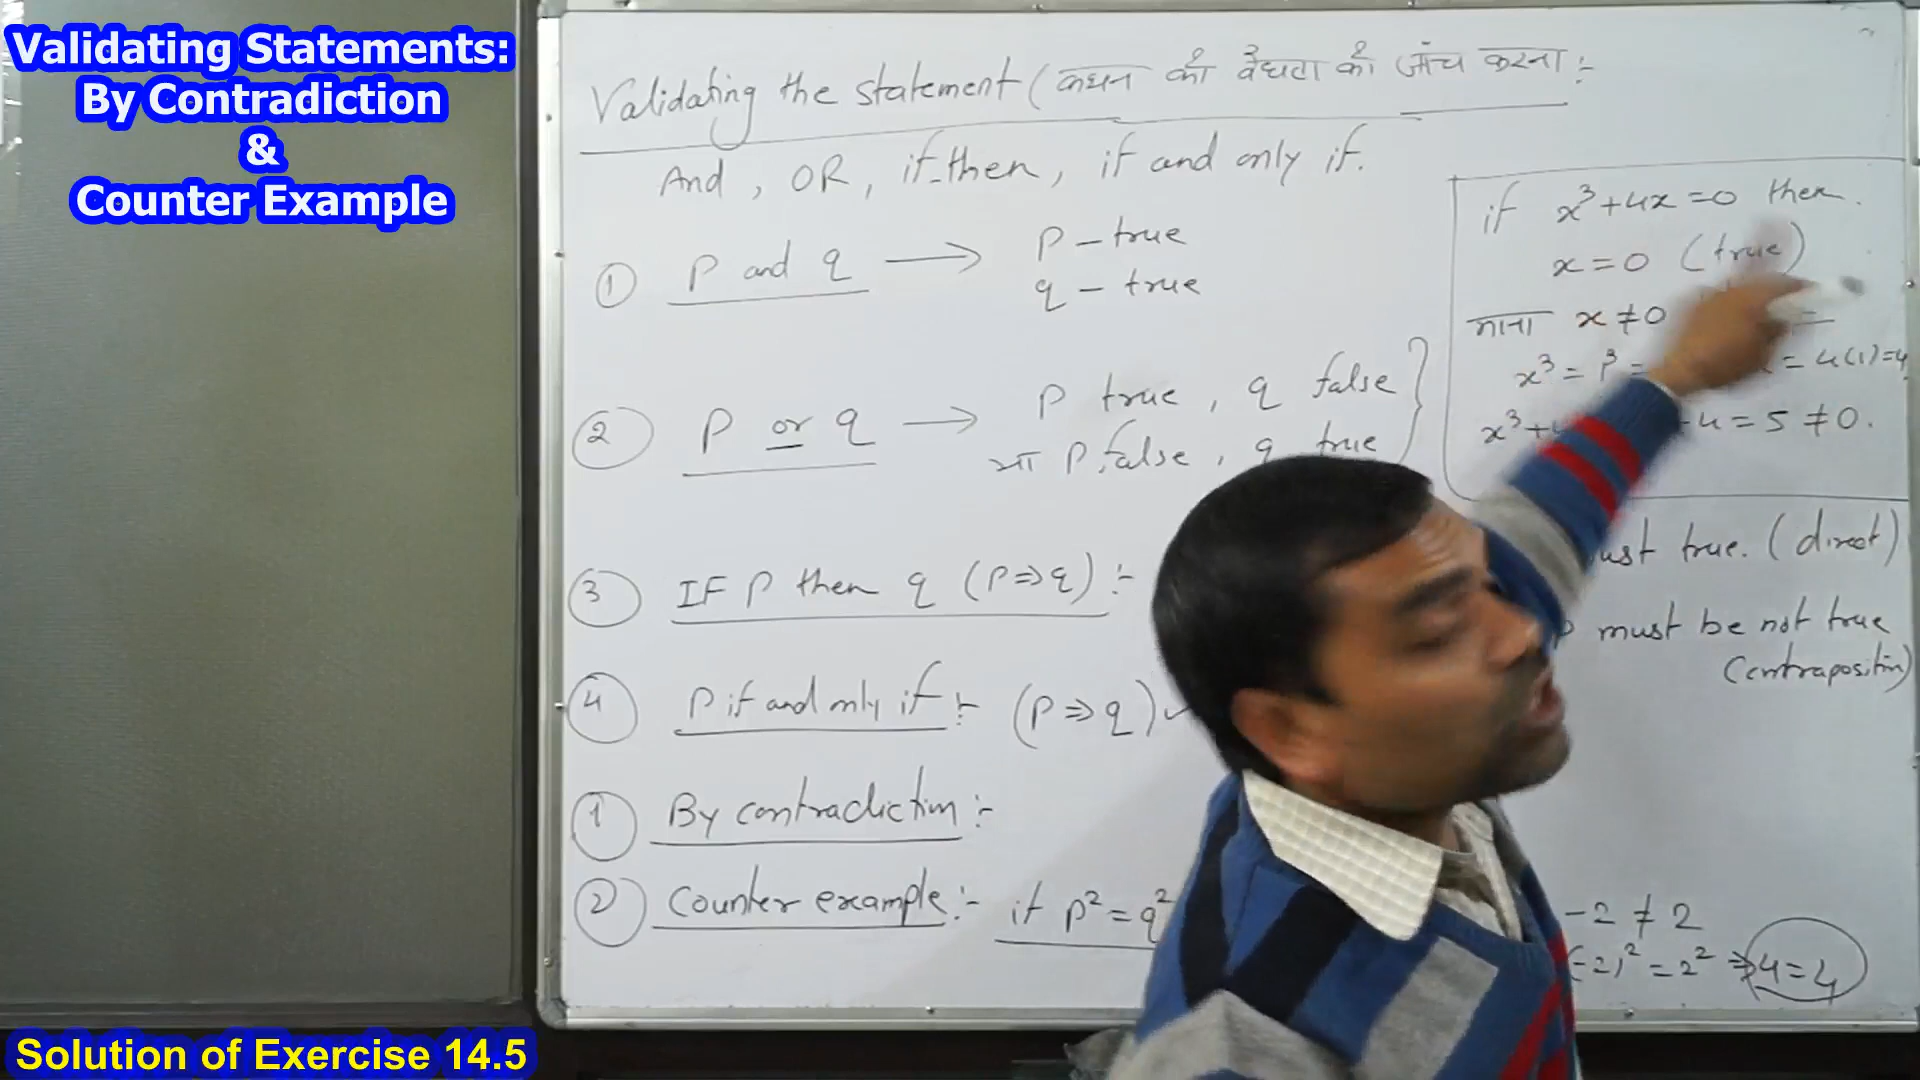 Validating Statements:
By Contradiction
&
Counter Example
Validating the statement (कथन की वैधता की जाँच करना :-
And , OR , if-then , if and only if.
① P and q → P – true
q – true
② P or q → P true , q false
या P false , q true
③ IF P then q (P ⇒ q) :-
④ P if and only if :- (P ⇒ q) ✓
① By contradiction :-
② Counter example :- if p² = q²
if x³+4x=0 then.
x=0 (true)
माना x ≠ 0
x³ = 1³ = = 4(1)=4
x³+4 = 5 ≠ 0.
true. (direct)
must be not true
(contraposition)
-2 ≠ 2
(-2)² = 2² ⇒ 4=4
Solution of Exercise 14.5